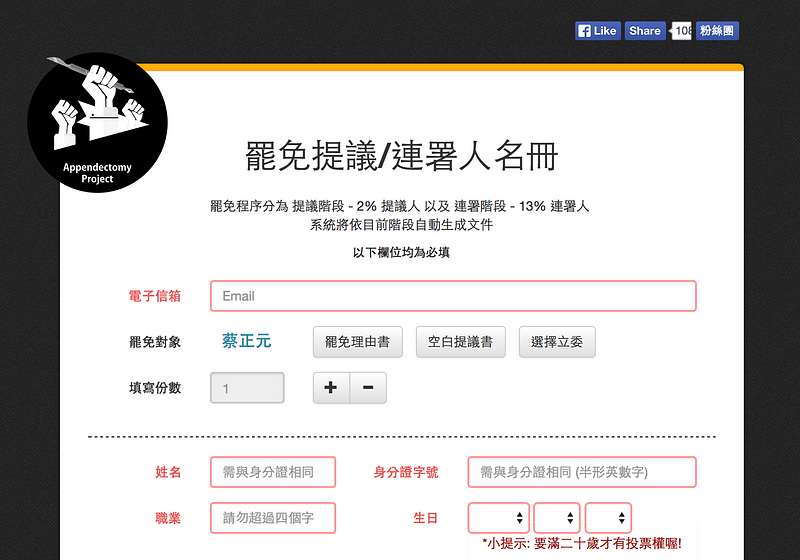 Like Share 108 粉絲團
Appendectomy
Project
罷免提議/連署人名冊
罷免程序分為 提議階段 - 2% 提議人 以及 連署階段 - 13% 連署人
系統將依目前階段自動生成文件
以下欄位均為必填
電子信箱 Email
罷免對象 蔡正元 罷免理由書 空白提議書 選擇立委
填寫份數 1 + −
姓名 需與身分證相同 身分證字號 需與身分證相同 (半形英數字)
職業 請勿超過四個字 生日
*小提示: 要滿二十歲才有投票權喔!